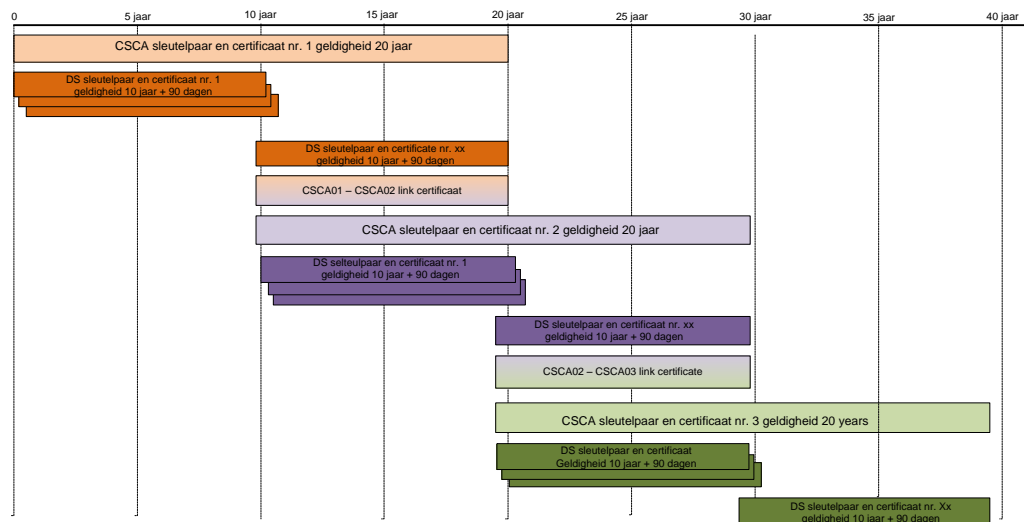 0 5 jaar 10 jaar 15 jaar 20 jaar 25 jaar 30 jaar 35 jaar 40 jaar
CSCA sleutelpaar en certificaat nr. 1 geldigheid 20 jaar
DS sleutelpaar en certificaat nr. 1
geldigheid 10 jaar + 90 dagen
DS sleutelpaar en certificate nr. xx
geldigheid 10 jaar + 90 dagen
CSCA01 – CSCA02 link certificaat
CSCA sleutelpaar en certificaat nr. 2 geldigheid 20 jaar
DS selteulpaar en certificaat nr. 1
geldigheid 10 jaar + 90 dagen
DS sleutelpaar en certificaat nr. xx
geldigheid 10 jaar + 90 dagen
CSCA02 – CSCA03 link certificate
CSCA sleutelpaar en certificaat nr. 3 geldigheid 20 years
DS sleutelpaar en certificaat
Geldigheid 10 jaar + 90 dagen
DS sleutelpaar en certificaat nr. Xx
geldigheid 10 jaar + 90 dagen